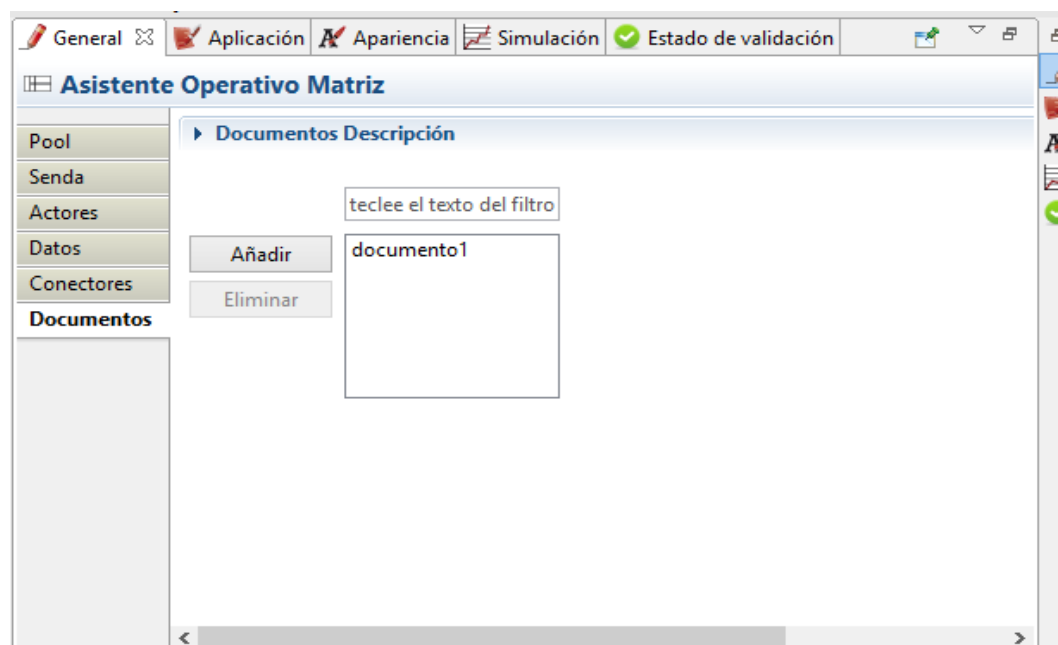 General
Aplicación
Apariencia
Simulación
Estado de validación
Asistente Operativo Matriz
Pool
Senda
Actores
Datos
Conectores
Documentos
Documentos Descripción
teclee el texto del filtro
Añadir
documento1
Eliminar